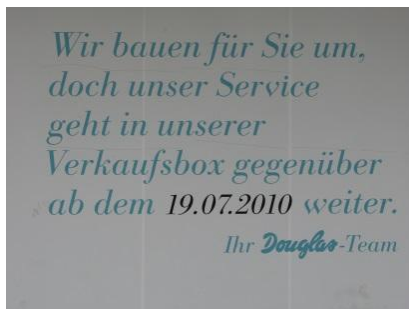 Wir bauen für Sie um,
doch unser Service
geht in unserer
Verkaufsbox gegenüber
ab dem 19.07.2010 weiter.
Ihr Douglas-Team